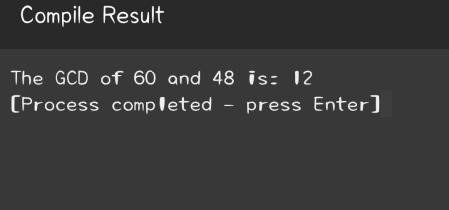 Compile Result
The GCD of 60 and 48 is: 12
[Process completed - press Enter]